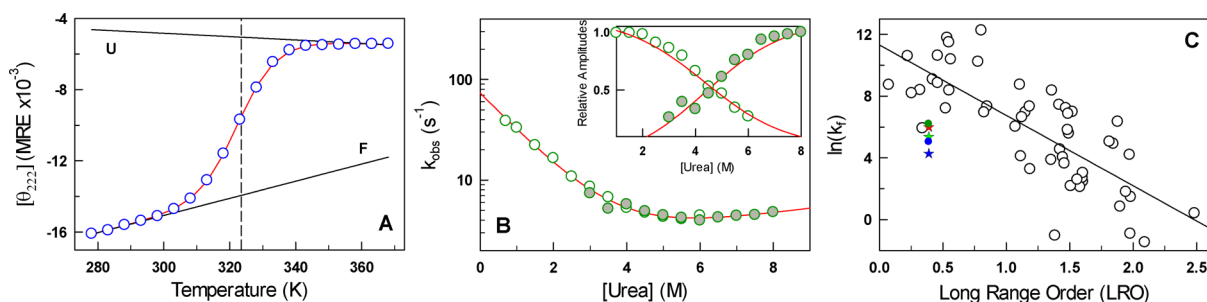 -4
-8
-12
-16
[θ222] (MRE x10-3)
U
F
A
280 300 320 340 360
Temperature (K)
100
10
kobs (s-1)
B
0 2 4 6 8
[Urea] (M)
1.0
0.5
Relative Amplitudes
2 4 6 8
[Urea] (M)
12
8
4
0
ln(kf)
C
0.0 0.5 1.0 1.5 2.0 2.5
Long Range Order (LRO)